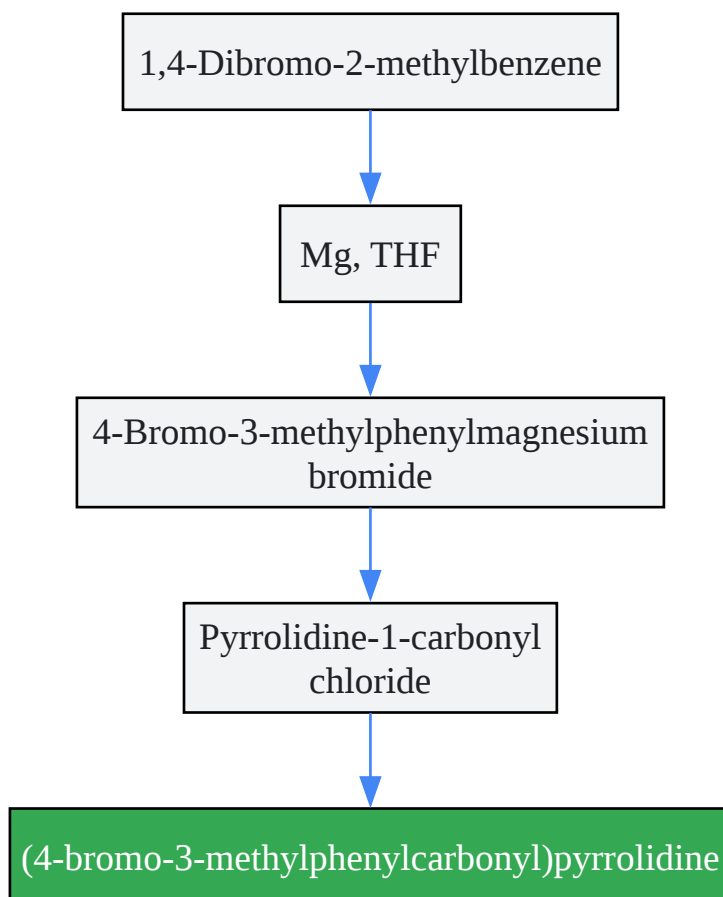 1,4-Dibromo-2-methylbenzene
Mg, THF
4-Bromo-3-methylphenylmagnesium
bromide
Pyrrolidine-1-carbonyl
chloride
(4-bromo-3-methylphenylcarbonyl)pyrrolidine